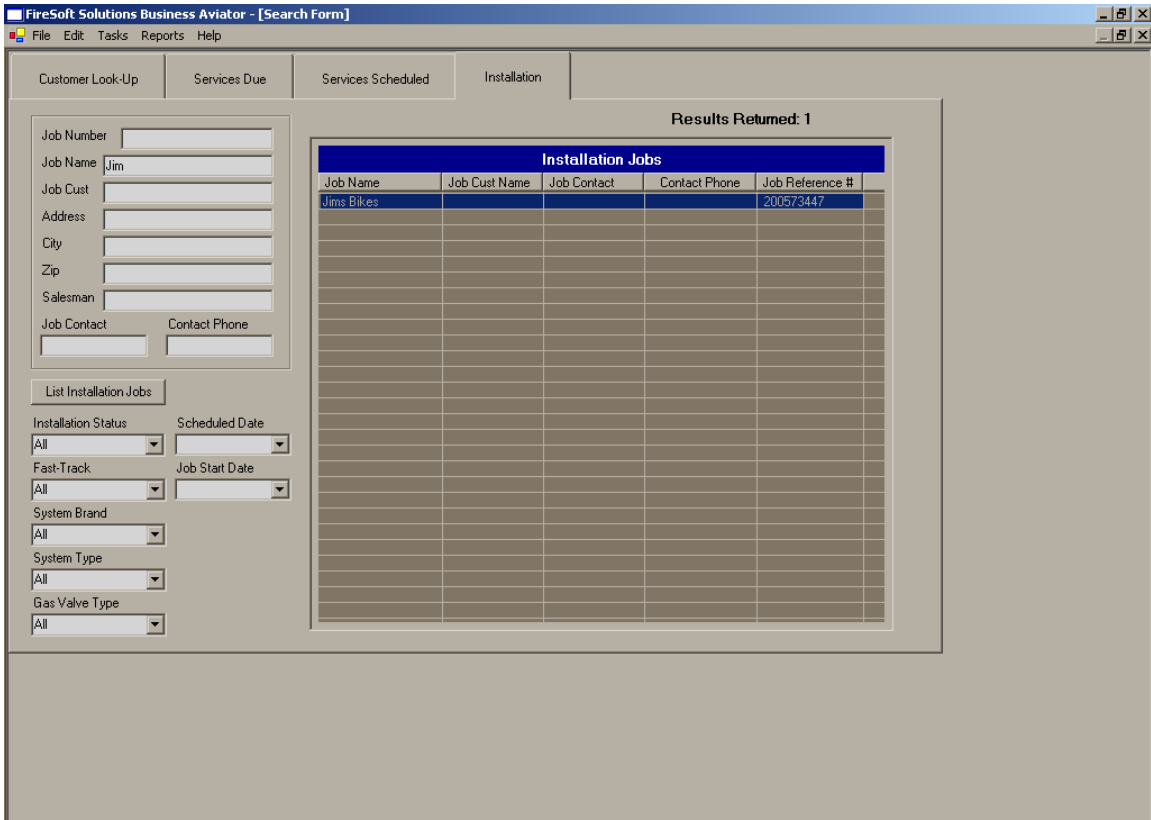 FireSoft Solutions Business Aviator - [Search Form]
File Edit Tasks Reports Help
Customer Look-Up Services Due Services Scheduled Installation
Results Returned: 1
Job Number
Job Name Jim
Job Cust
Address
City
Zip
Salesman
Job Contact Contact Phone
List Installation Jobs
Installation Status Scheduled Date
All
Fast-Track Job Start Date
All
System Brand
All
System Type
All
Gas Valve Type
All
Installation Jobs
Job Name Job Cust Name Job Contact Contact Phone Job Reference #
Jims Bikes 200573447